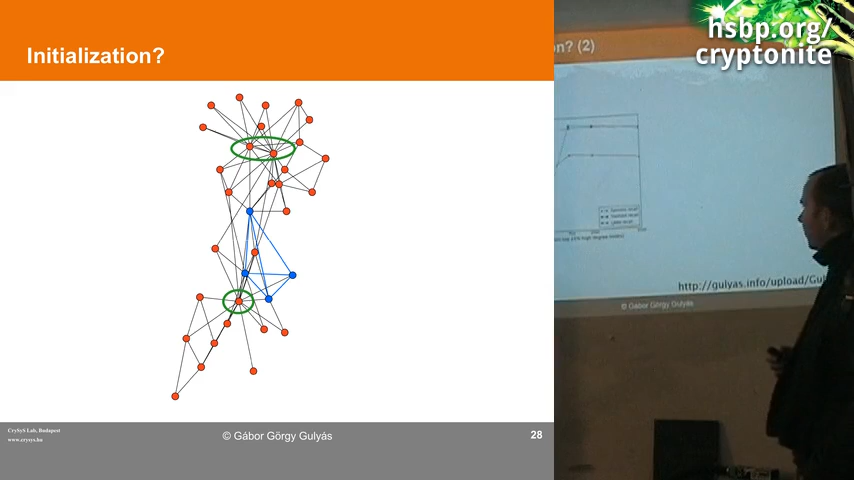 Initialization?
CrySyS Lab, Budapest
www.crysys.hu
© Gábor Görgy Gulyás
28
hsbp.org/
cryptonite
n? (2)
http://gulyas.info/upload/Gul
© Gábor Görgy Gulyás